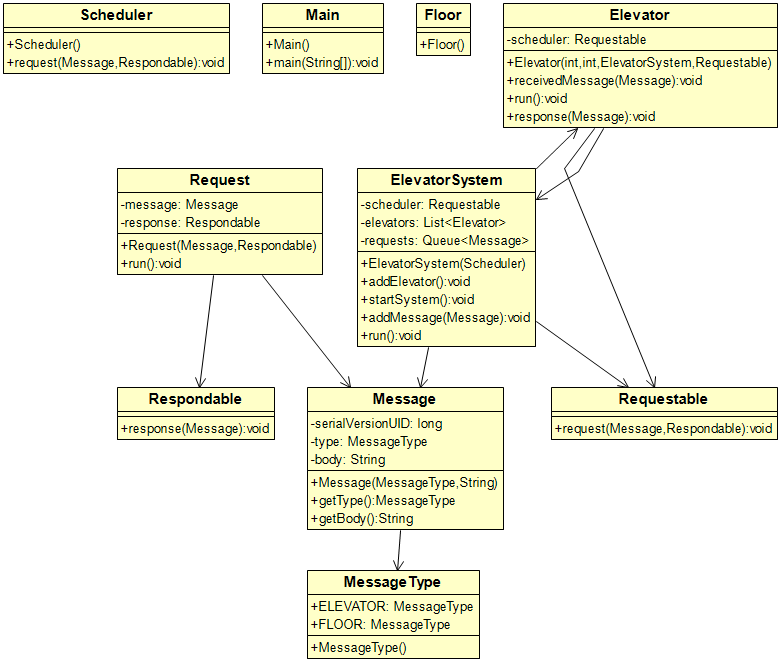 Scheduler
+Scheduler()
+request(Message,Respondable):void
Main
+Main()
+main(String[]):void
Floor
+Floor()
Elevator
-scheduler: Requestable
+Elevator(int,int,ElevatorSystem,Requestable)
+receivedMessage(Message):void
+run():void
+response(Message):void
Request
-message: Message
-response: Respondable
+Request(Message,Respondable)
+run():void
ElevatorSystem
-scheduler: Requestable
-elevators: List<Elevator>
-requests: Queue<Message>
+ElevatorSystem(Scheduler)
+addElevator():void
+startSystem():void
+addMessage(Message):void
+run():void
Respondable
+response(Message):void
Message
-serialVersionUID: long
-type: MessageType
-body: String
+Message(MessageType,String)
+getType():MessageType
+getBody():String
Requestable
+request(Message,Respondable):void
MessageType
+ELEVATOR: MessageType
+FLOOR: MessageType
+MessageType()